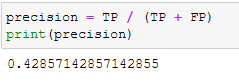 precision = TP / (TP + FP)
print(precision)
0.42857142857142855